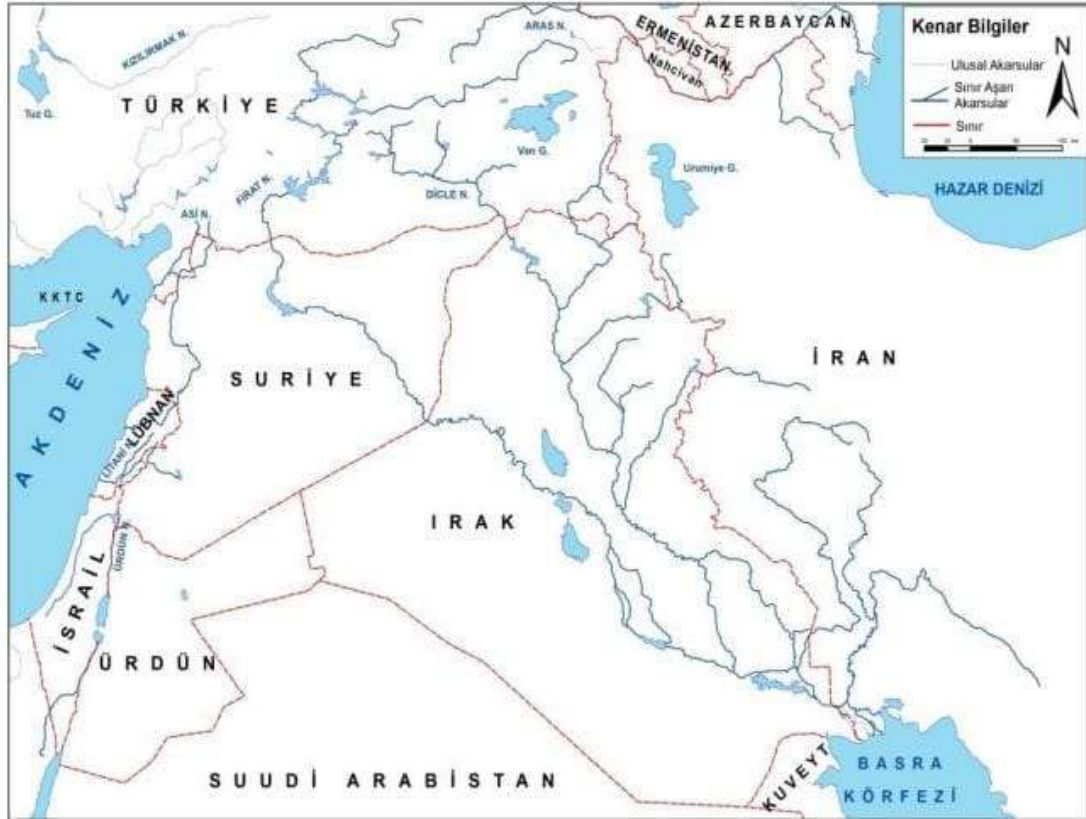 Kenar Bilgiler
N
Ulusal Akarsular
Sınır Aşan
Akarsular
Sınır
AZERBAYCAN
ERMENİSTAN
Nahcivan
ARAS N.
KIZILIRMAK N.
Tuz G.
TÜRKİYE
Van G.
Urumiye G.
HAZAR DENİZİ
FIRAT N.
DİCLE N.
ASİ N.
KKTC
AKDENİZ
SURİYE
İRAN
LÜBNAN
LİTANİ N.
IRAK
İSRAİL
ÜRDÜN N.
ÜRDÜN
SUUDİ ARABİSTAN
KUVEYT
BASRA
KÖRFEZİ